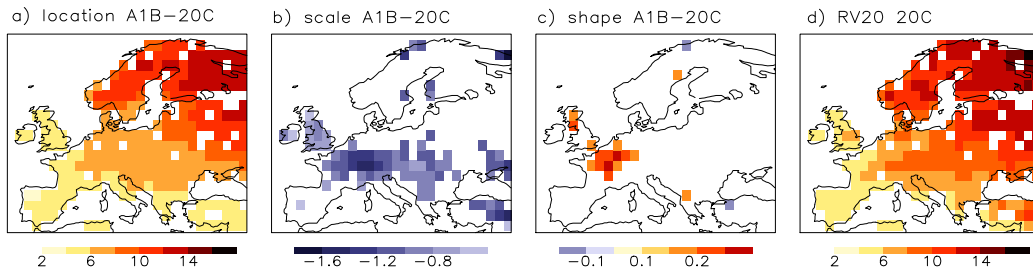 a) location A1B−20C
b) scale A1B−20C
c) shape A1B−20C
d) RV20 20C
2 6 10 14
−1.6 −1.2 −0.8
−0.1 0.1 0.2
2 6 10 14